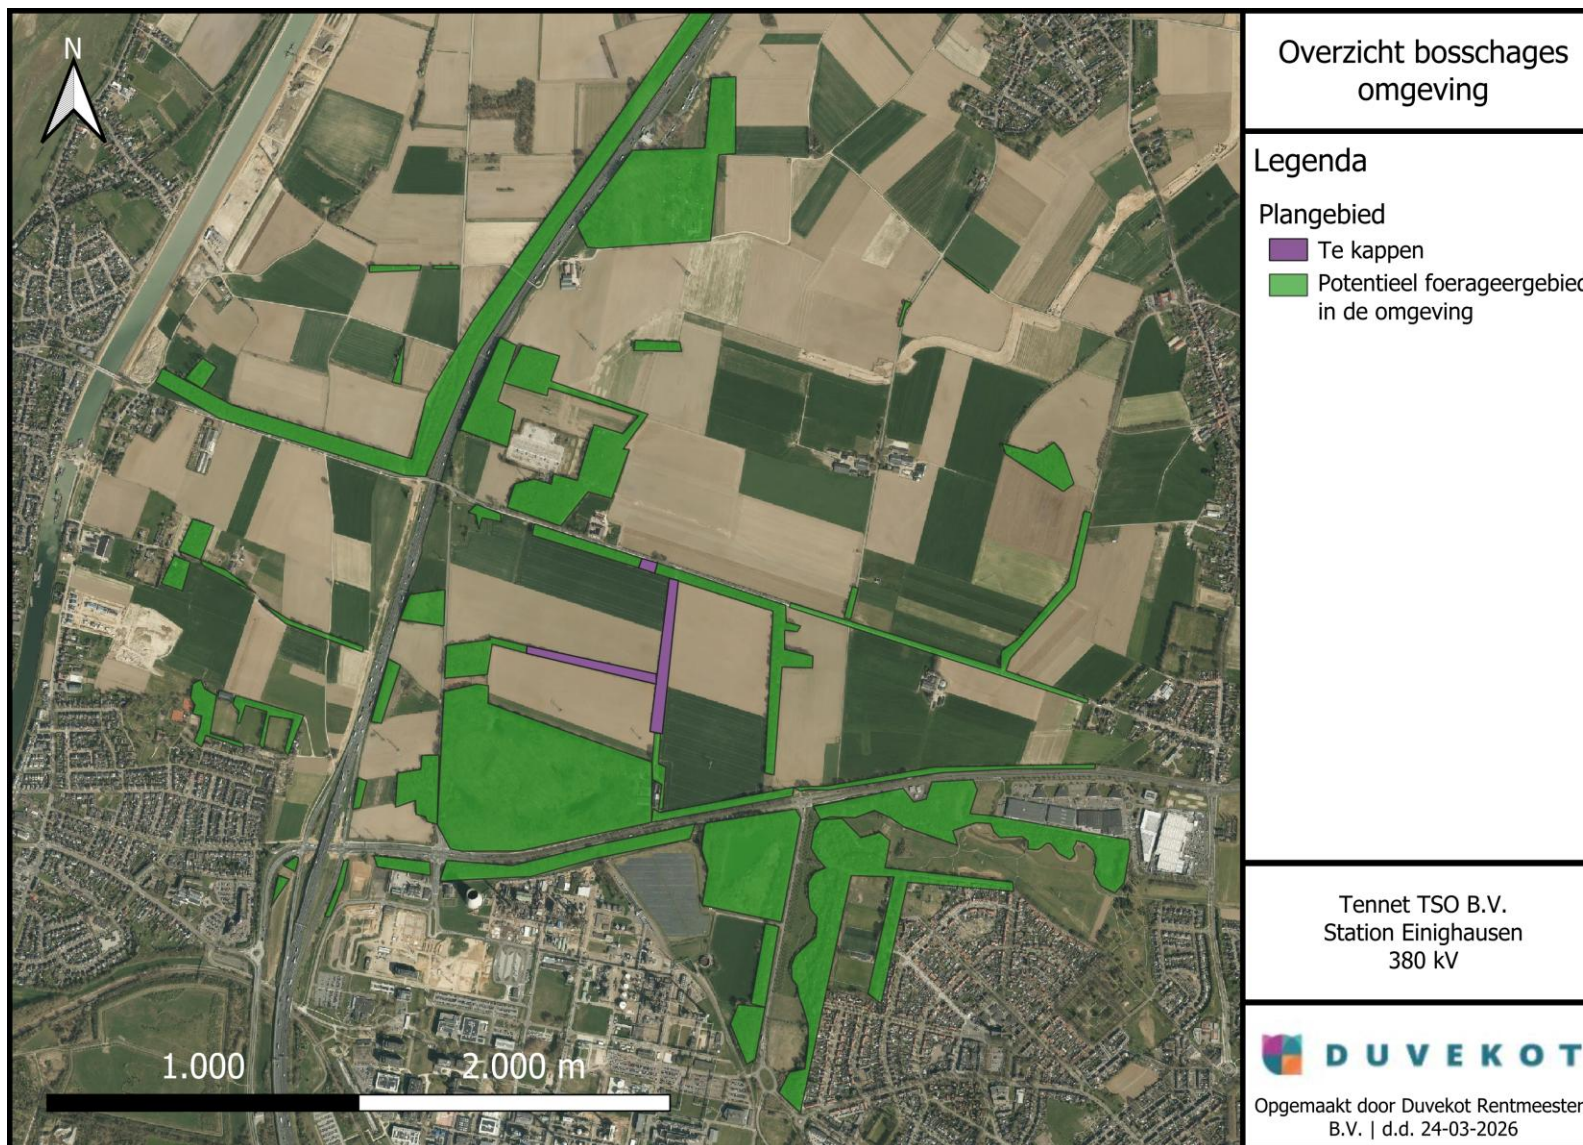 N
Overzicht bosschages
omgeving
Legenda
Plangebied
Te kappen
Potentieel foerageergebied
in de omgeving
Tennet TSO B.V.
Station Einighausen
380 kV
DUVEKOT
Opgemaakt door Duvekot Rentmeesters
B.V. | d.d. 24-03-2026
1.000
2.000 m